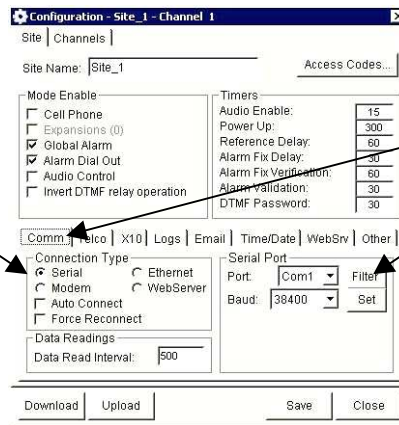 Configuration - Site_1 - Channel 1
Site Channels
Site Name: Site_1 Access Codes...
Mode Enable
Cell Phone
Expansions (0)
Global Alarm
Alarm Dial Out
Audio Control
Invert DTMF relay operation
Timers
Audio Enable: 15
Power Up: 300
Reference Delay: 60
Alarm Fix Delay: 30
Alarm Fix Verification: 60
Alarm Validation: 30
DTMF Password: 30
Comm Telco X10 Logs Email Time/Date WebSrv Other
Connection Type
Serial Ethernet
Modem WebServer
Auto Connect
Force Reconnect
Serial Port
Port: Com1 Filter
Baud: 38400 Set
Data Readings
Data Read Interval: 500
Download Upload Save Close